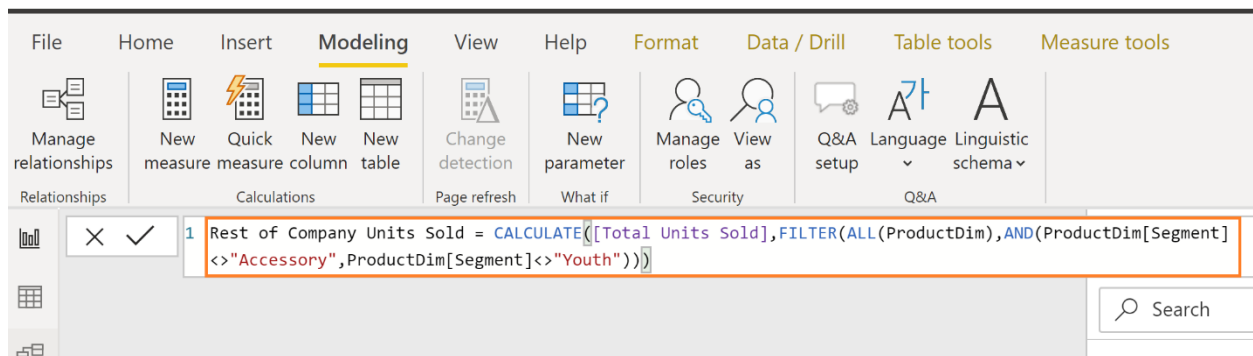 File Home Insert Modeling View Help Format Data / Drill Table tools Measure tools
Manage relationships
New measure
Quick measure
New column
New table
Change detection
New parameter
Manage roles
View as
Q&A setup
A가 Language
A Linguistic schema
Relationships Calculations Page refresh What if Security Q&A
1 Rest of Company Units Sold = CALCULATE([Total Units Sold],FILTER(ALL(ProductDim),AND(ProductDim[Segment]
<>"Accessory",ProductDim[Segment]<>"Youth")))
Search